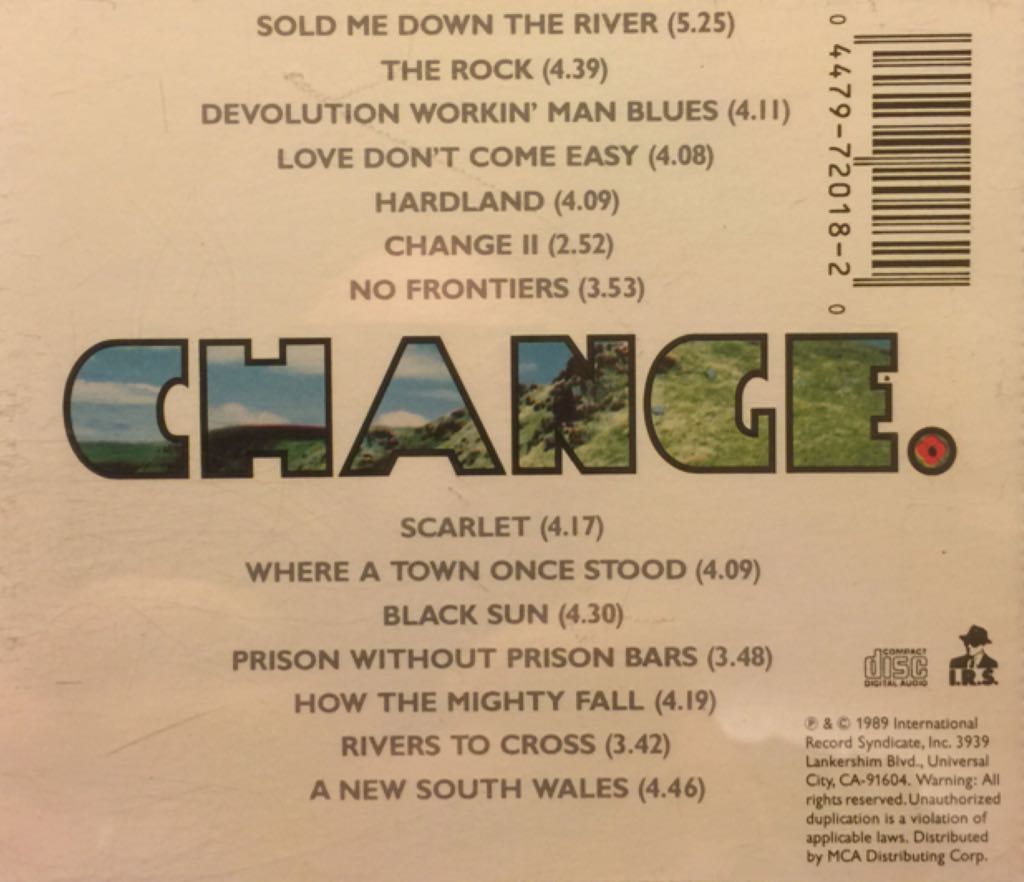 SOLD ME DOWN THE RIVER (5.25)
THE ROCK (4.39)
DEVOLUTION WORKIN' MAN BLUES (4.11)
LOVE DON'T COME EASY (4.08)
HARDLAND (4.09)
CHANGE II (2.52)
NO FRONTIERS (3.53)
0 4479-72018-2 0
CHANGE.
SCARLET (4.17)
WHERE A TOWN ONCE STOOD (4.09)
BLACK SUN (4.30)
PRISON WITHOUT PRISON BARS (3.48)
HOW THE MIGHTY FALL (4.19)
RIVERS TO CROSS (3.42)
A NEW SOUTH WALES (4.46)
COMPACT
disc
DIGITAL AUDIO
I.R.S.
℗ & © 1989 International
Record Syndicate, Inc. 3939
Lankershim Blvd., Universal
City, CA-91604. Warning: All
rights reserved. Unauthorized
duplication is a violation of
applicable laws. Distributed
by MCA Distributing Corp.